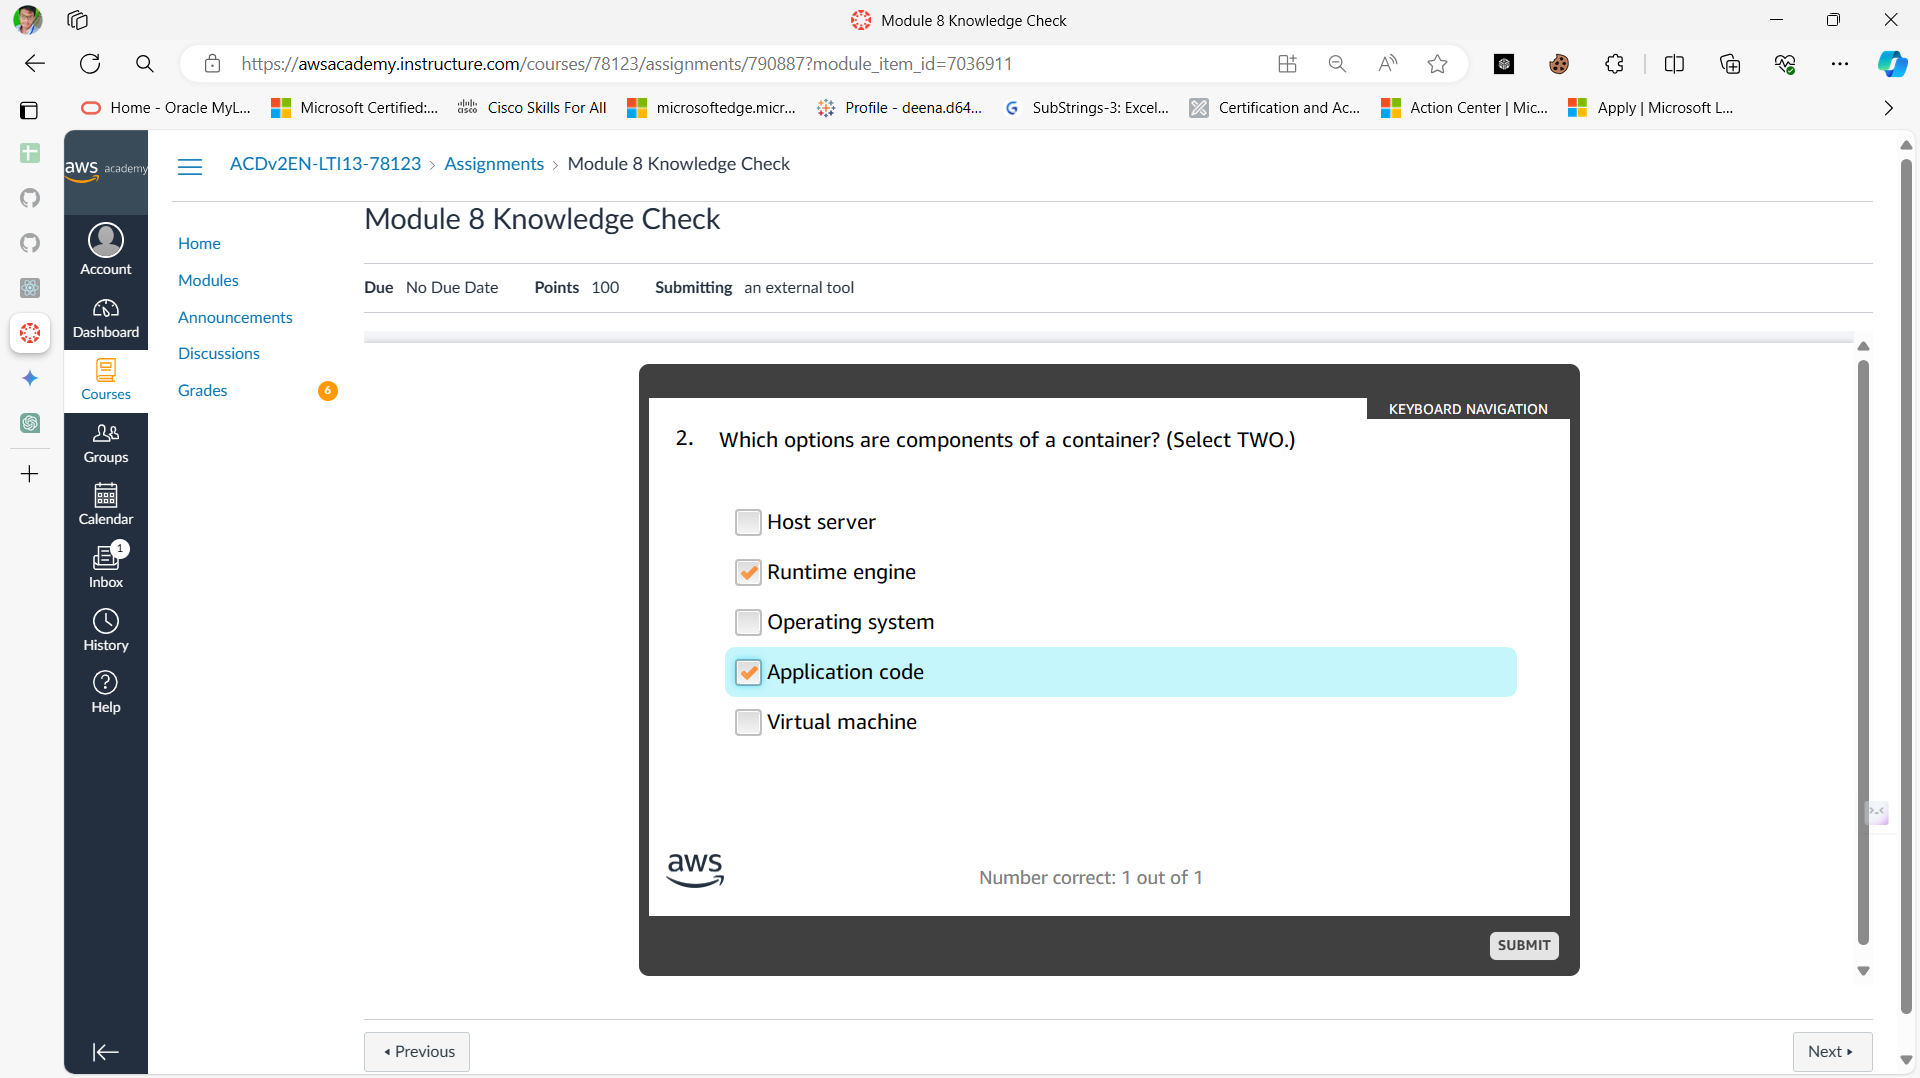 Module 8 Knowledge Check
https://awsacademy.instructure.com/courses/78123/assignments/790887?module_item_id=7036911
Home - Oracle MyL...
Microsoft Certified:...
Cisco Skills For All
microsoftedge.micr...
Profile - deena.d64...
SubStrings-3: Excel...
Certification and Ac...
Action Center | Mic...
Apply | Microsoft L...
aws academy
ACDv2EN-LTI13-78123 › Assignments › Module 8 Knowledge Check
Account
Dashboard
Courses
Groups
Calendar
1
Inbox
History
Help
Home
Modules
Announcements
Discussions
Grades 6
Module 8 Knowledge Check
Due No Due Date Points 100 Submitting an external tool
KEYBOARD NAVIGATION
2. Which options are components of a container? (Select TWO.)
Host server
Runtime engine
Operating system
Application code
Virtual machine
aws
Number correct: 1 out of 1
SUBMIT
Previous
Next